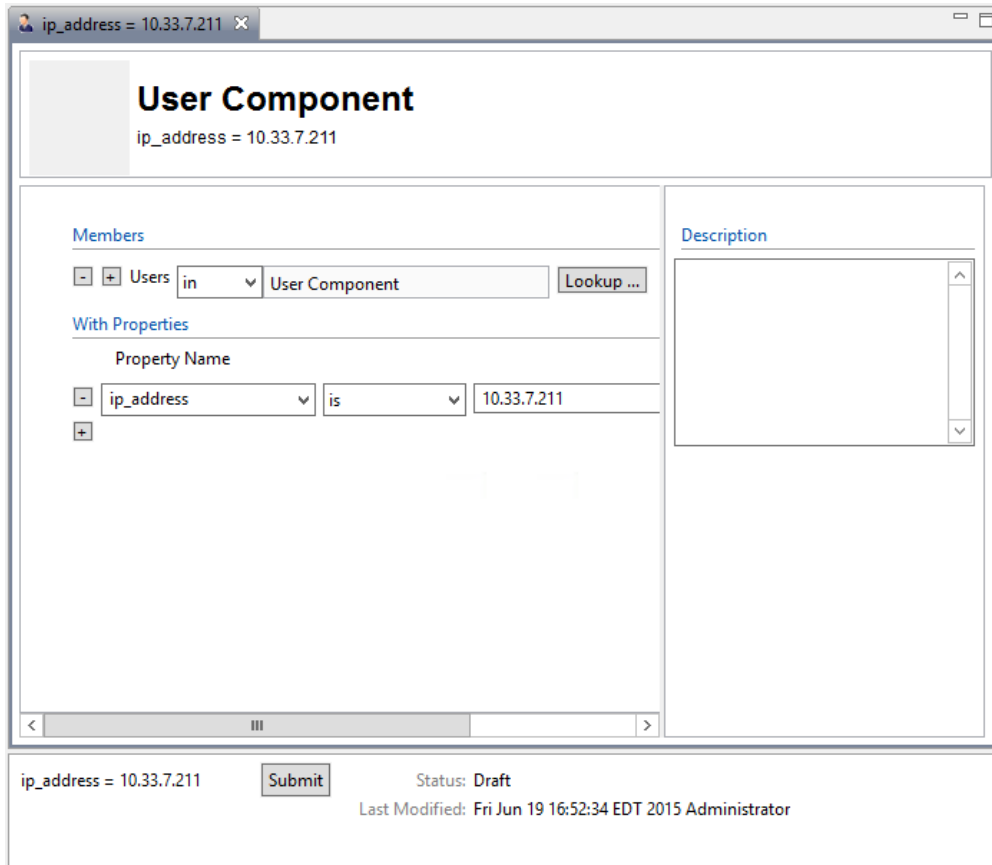 ip_address = 10.33.7.211
User Component
ip_address = 10.33.7.211
Members
- + Users in User Component Lookup ...
With Properties
Property Name
- ip_address is 10.33.7.211
+
Description
ip_address = 10.33.7.211 Submit Status: Draft
Last Modified: Fri Jun 19 16:52:34 EDT 2015 Administrator